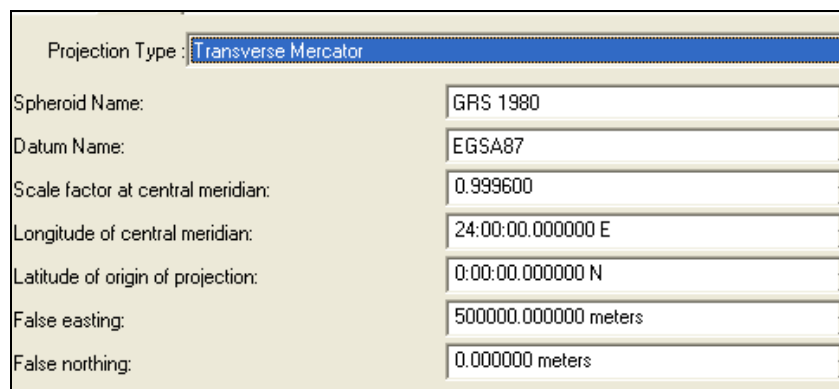 Projection Type : Transverse Mercator
Spheroid Name: GRS 1980
Datum Name: EGSA87
Scale factor at central meridian: 0.999600
Longitude of central meridian: 24:00:00.000000 E
Latitude of origin of projection: 0:00:00.000000 N
False easting: 500000.000000 meters
False northing: 0.000000 meters